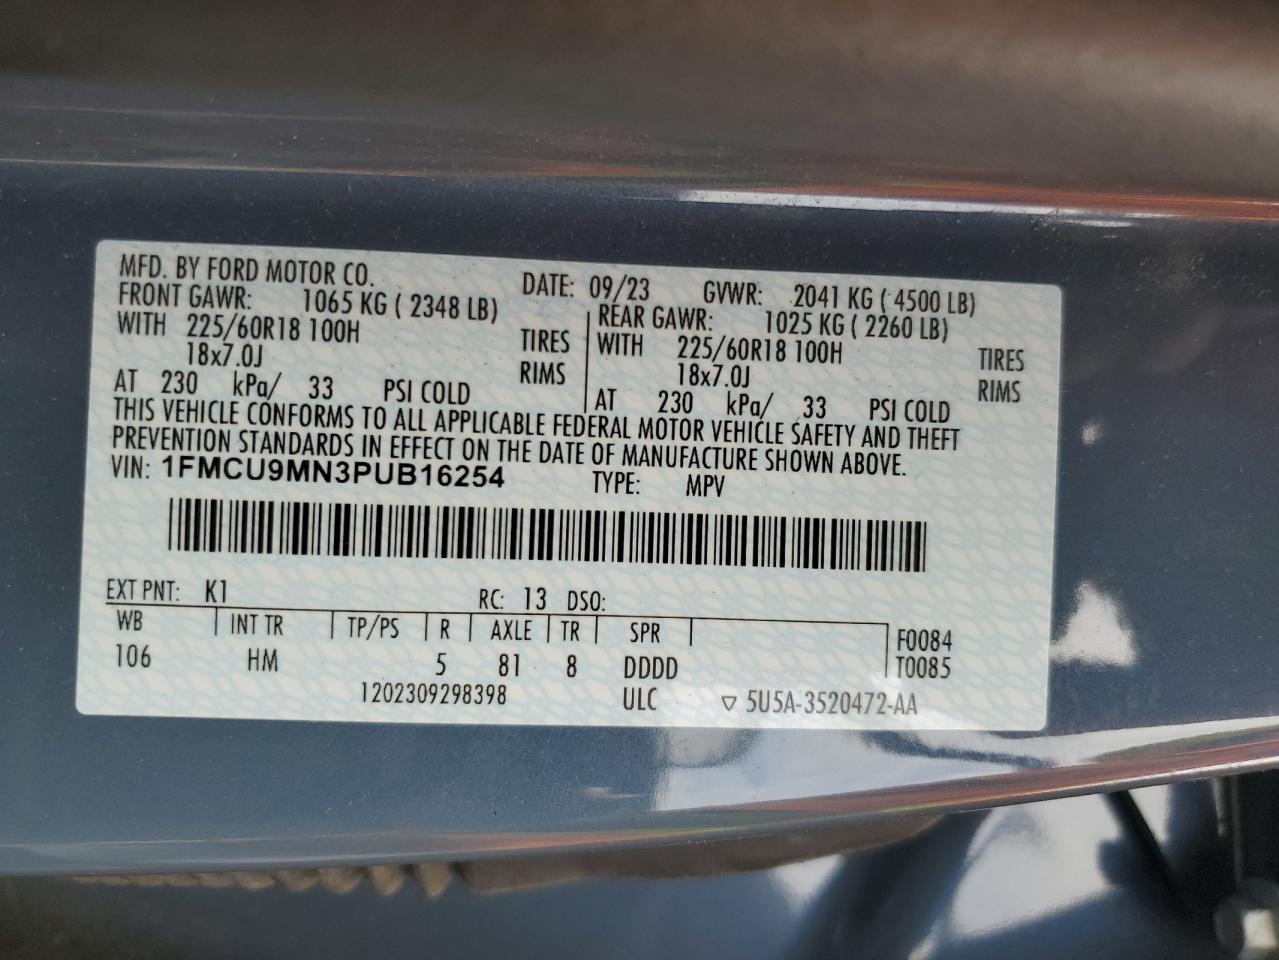 MFD. BY FORD MOTOR CO. DATE: 09/23 GVWR: 2041 KG ( 4500 LB)
FRONT GAWR: 1065 KG ( 2348 LB) REAR GAWR: 1025 KG ( 2260 LB)
WITH 225/60R18 100H TIRES WITH 225/60R18 100H TIRES
18x7.0J RIMS 18x7.0J RIMS
AT 230 kPa/ 33 PSI COLD AT 230 kPa/ 33 PSI COLD
THIS VEHICLE CONFORMS TO ALL APPLICABLE FEDERAL MOTOR VEHICLE SAFETY AND THEFT
PREVENTION STANDARDS IN EFFECT ON THE DATE OF MANUFACTURE SHOWN ABOVE.
VIN: 1FMCU9MN3PUB16254 TYPE: MPV
EXT PNT: K1 RC: 13 DSO:
WB INT TR TP/PS R AXLE TR SPR F0084
106 HM 5 81 8 DDDD T0085
1202309298398 ULC ▽ 5U5A-3520472-AA